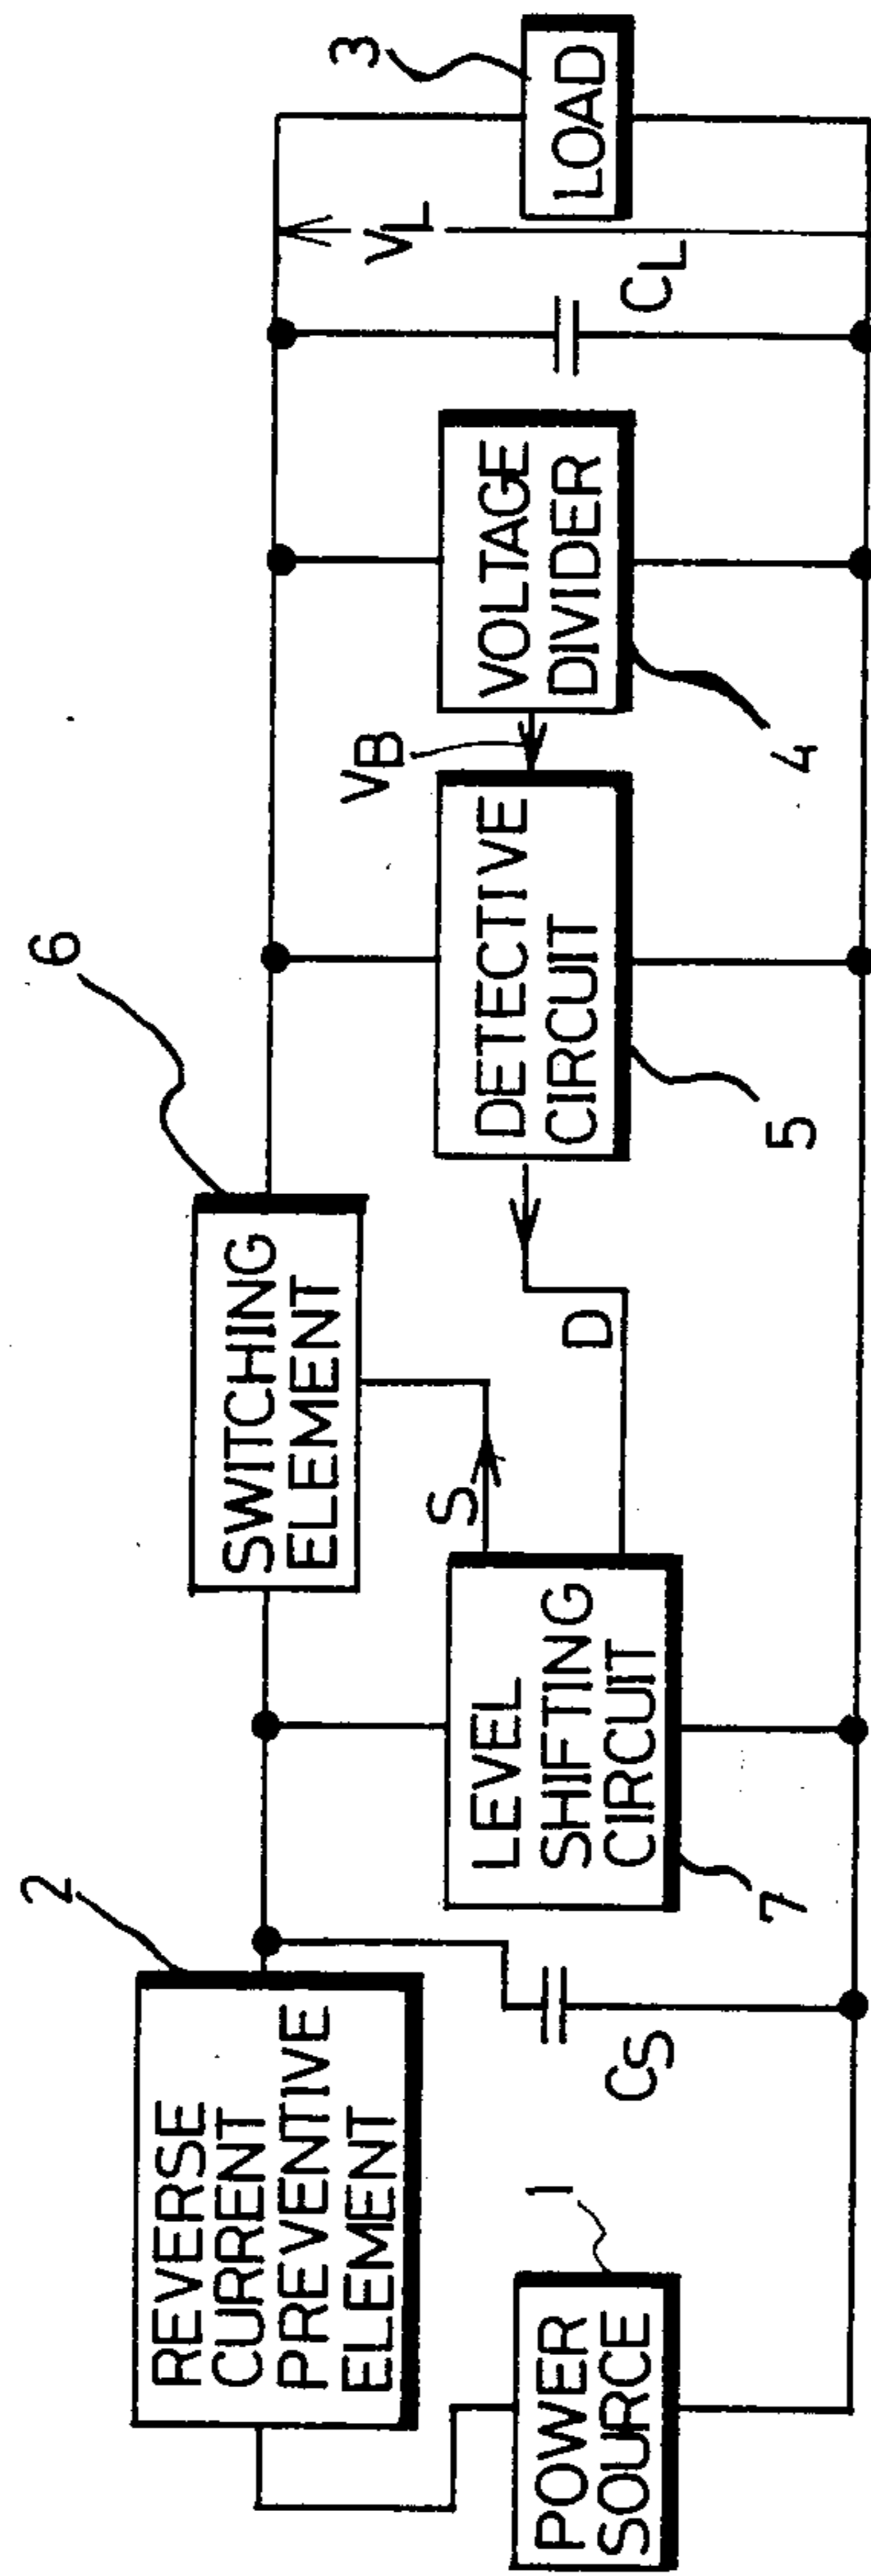 2
REVERSE
CURRENT
PREVENTIVE
ELEMENT
1
POWER
SOURCE
CS
LEVEL
SHIFTING
CIRCUIT
7
6
SWITCHING
ELEMENT
S
D
DETECTIVE
CIRCUIT
5
VB
VOLTAGE
DIVIDER
4
CL
VL
3
LOAD